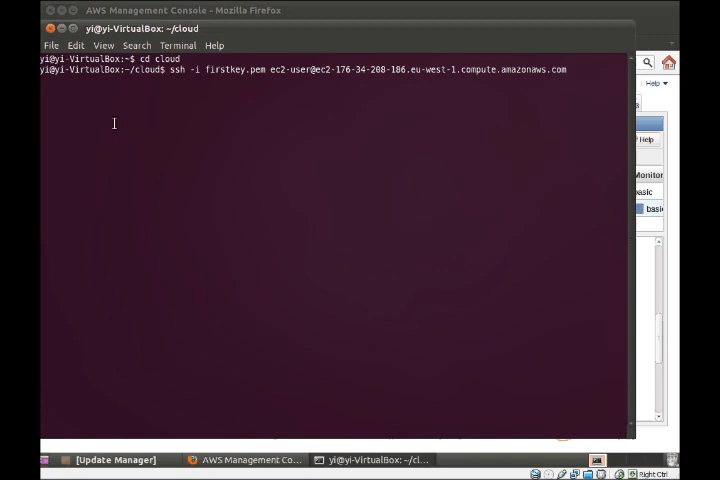 AWS Management Console - Mozilla Firefox
yi@yi-VirtualBox: ~/cloud
File Edit View Search Terminal Help
yi@yi-VirtualBox:~$ cd cloud
yi@yi-VirtualBox:~/cloud$ ssh -i firstkey.pem ec2-user@ec2-176-34-208-186.eu-west-1.compute.amazonaws.com
Help
Help
Monitor
basic
basi
[Update Manager]
AWS Management Co...
yi@yi-VirtualBox: ~/cl...
Right Ctrl